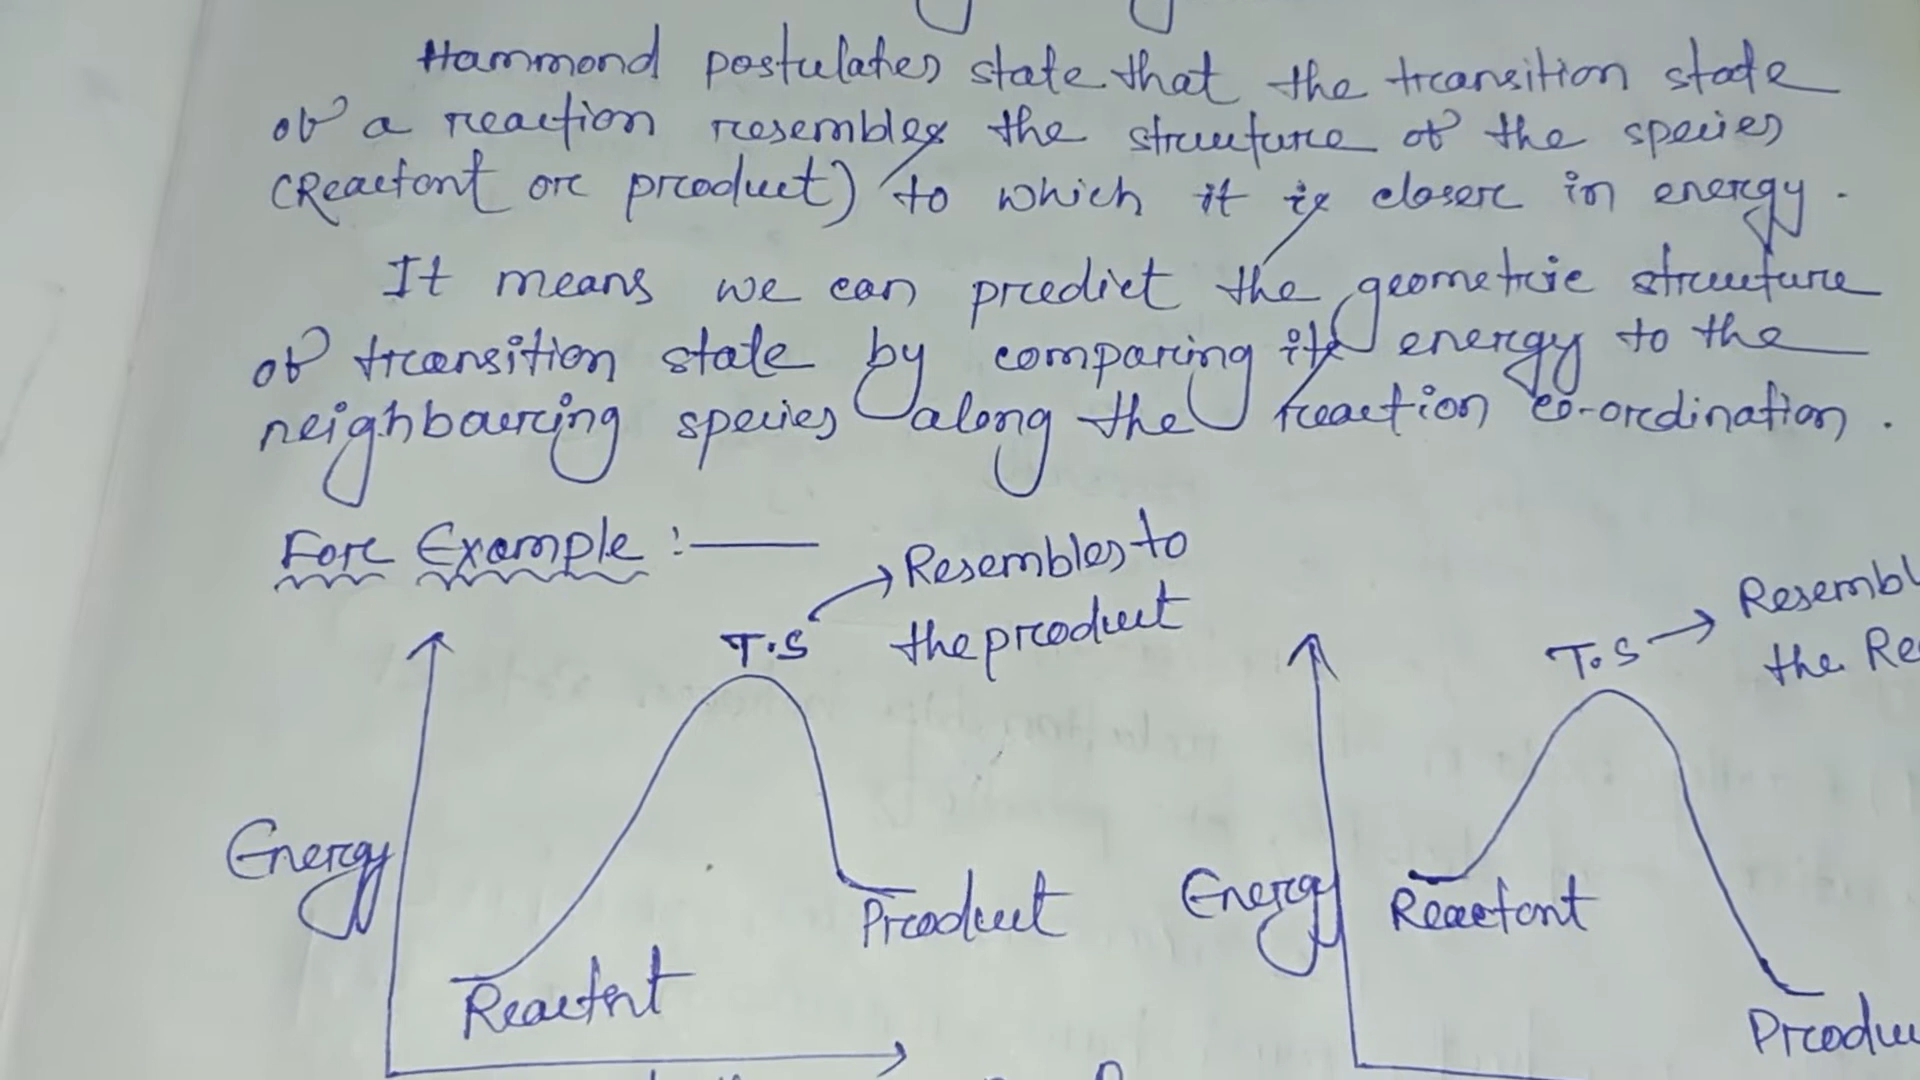 Hammond postulates state that the transition state
of a reaction resembles the structure of the species
(Reactant or product) to which it is closer in energy.
It means we can predict the geometric structure
of transition state by comparing its energy to the
neighbouring species along the reaction co-ordination.
For Example :—
Resembles to
the product
T.S
Energy
Reactant
Product
Resembl
the Re
T.S
Energy
Reactant
Produc